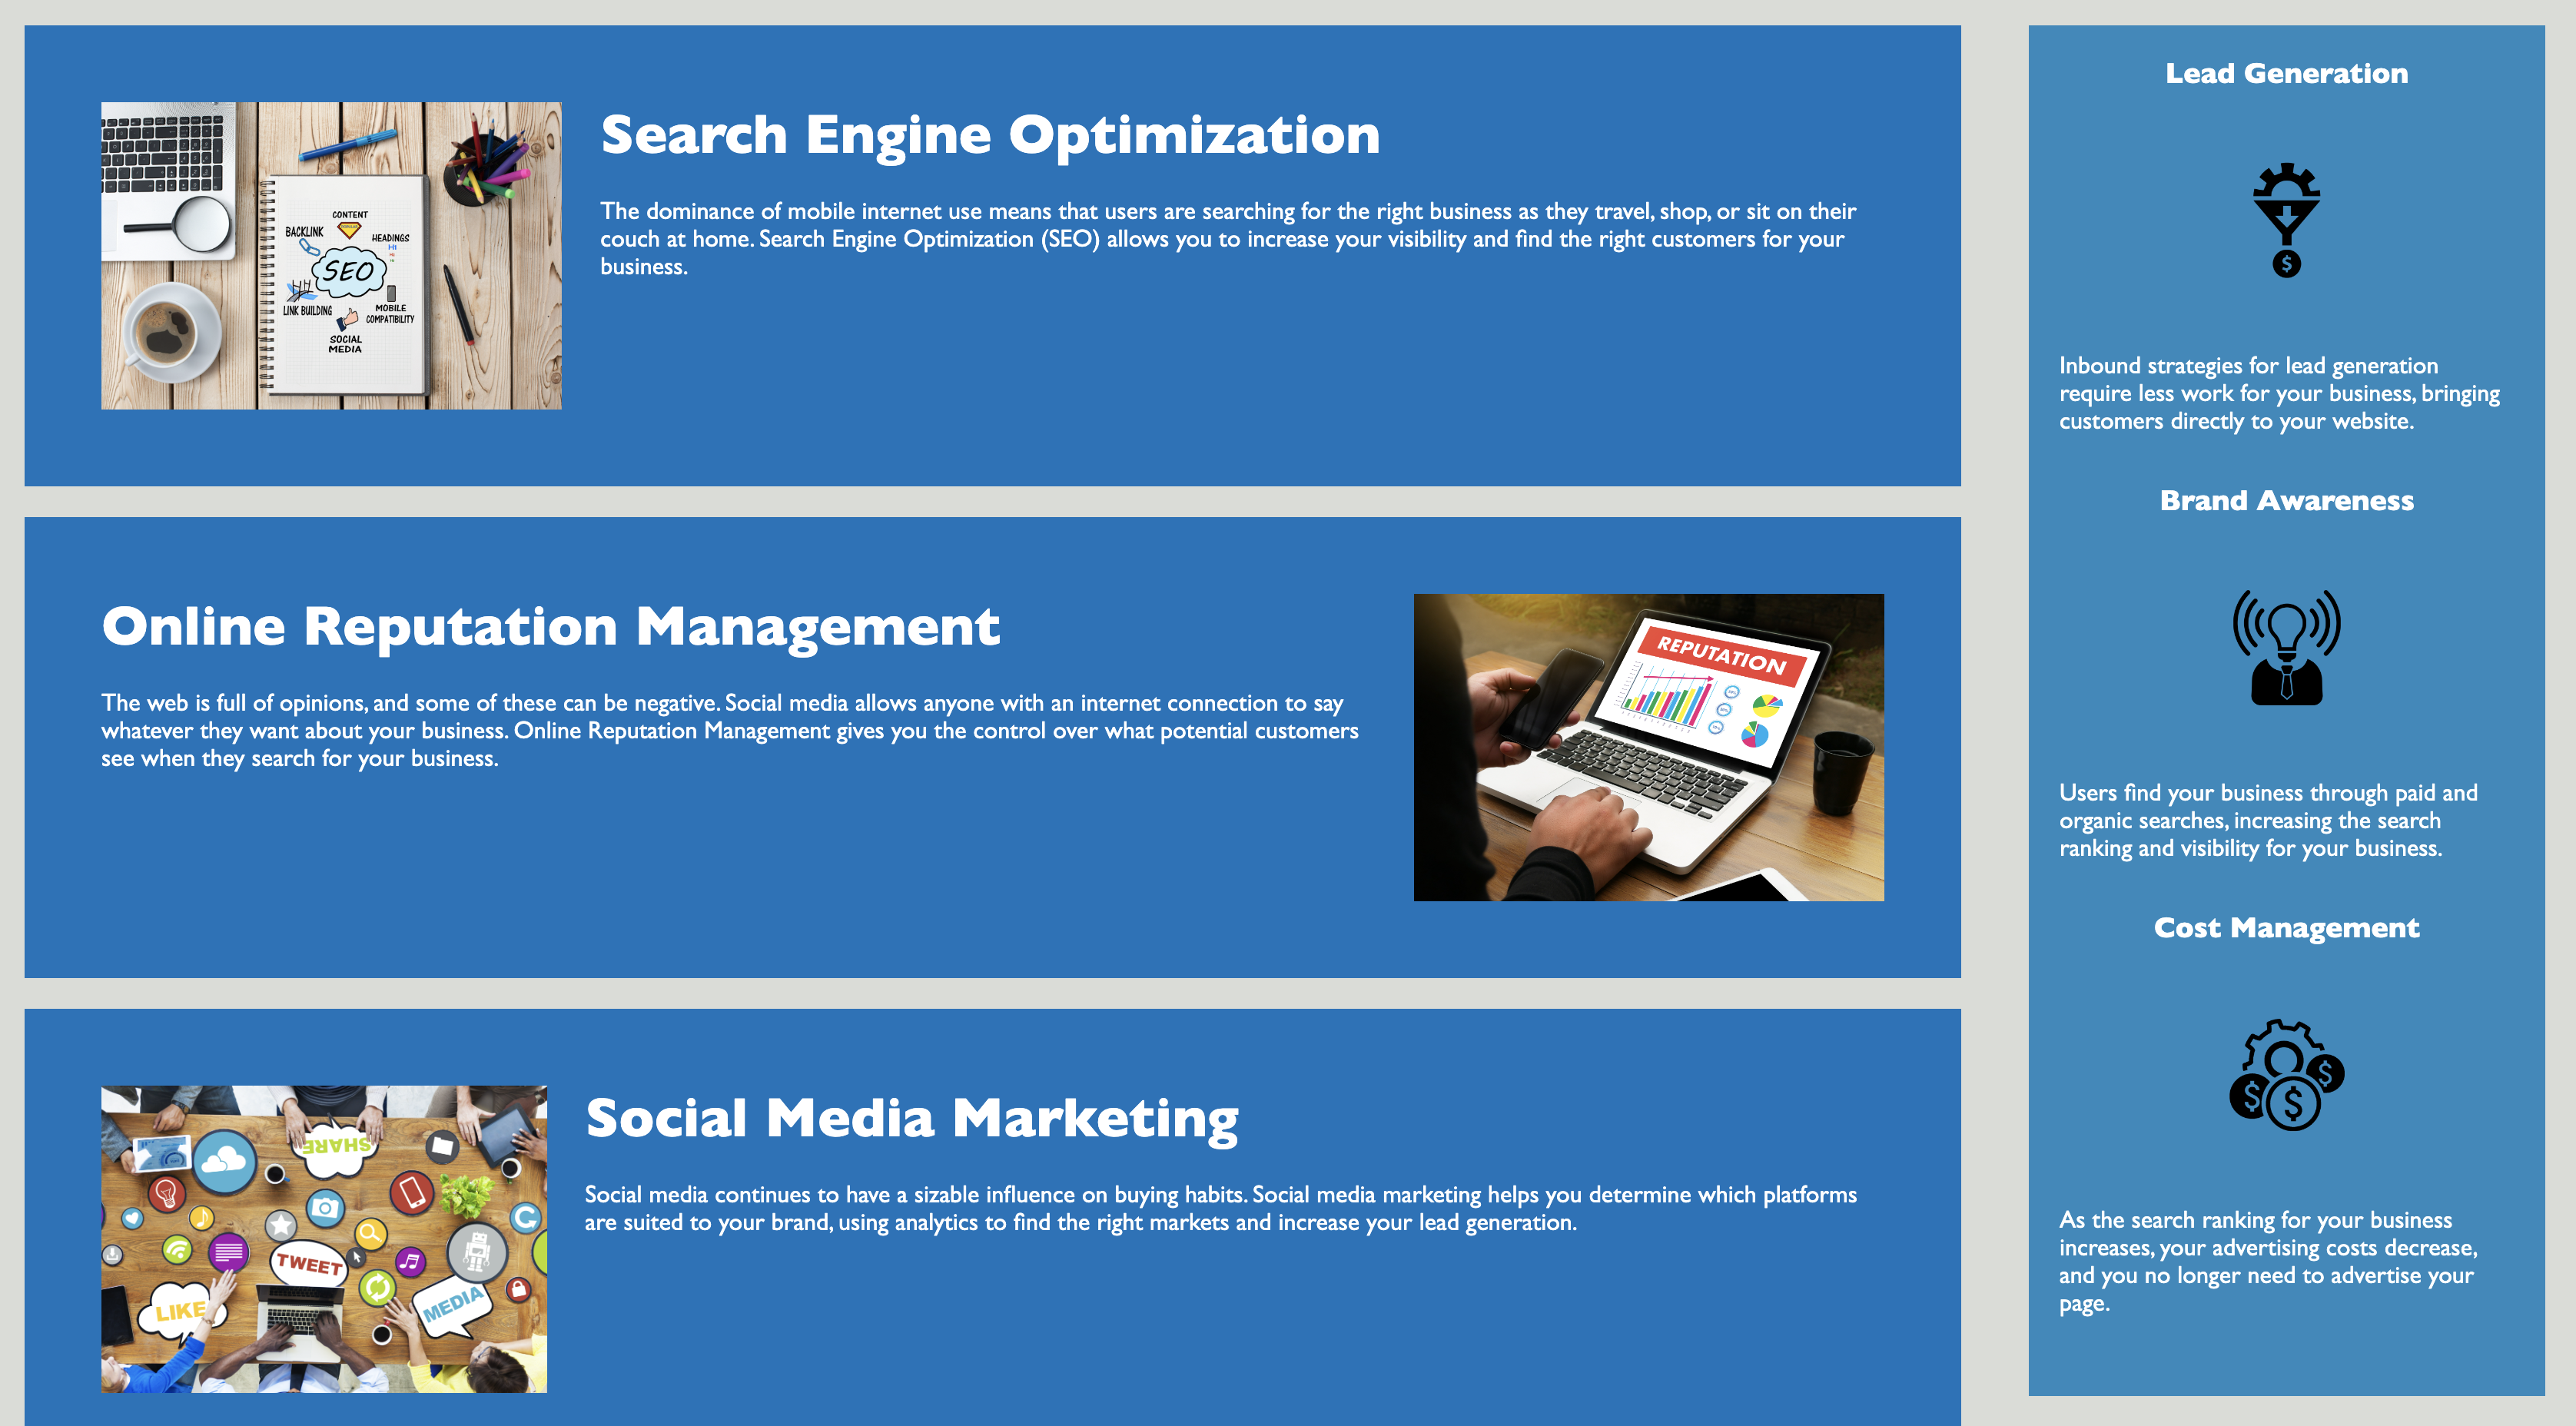 Search Engine Optimization
The dominance of mobile internet use means that users are searching for the right business as they travel, shop, or sit on their
couch at home. Search Engine Optimization (SEO) allows you to increase your visibility and find the right customers for your
business.
CONTENT
BACKLINK
HEADINGS
H1
SEO
LINK BUILDING
MOBILE
COMPATIBILITY
SOCIAL
MEDIA
Online Reputation Management
The web is full of opinions, and some of these can be negative. Social media allows anyone with an internet connection to say
whatever they want about your business. Online Reputation Management gives you the control over what potential customers
see when they search for your business.
REPUTATION
Social Media Marketing
Social media continues to have a sizable influence on buying habits. Social media marketing helps you determine which platforms
are suited to your brand, using analytics to find the right markets and increase your lead generation.
SHARE
TWEET
LIKE
MEDIA
Lead Generation
$
Inbound strategies for lead generation
require less work for your business, bringing
customers directly to your website.
Brand Awareness
Users find your business through paid and
organic searches, increasing the search
ranking and visibility for your business.
Cost Management
$
$ $
As the search ranking for your business
increases, your advertising costs decrease,
and you no longer need to advertise your
page.